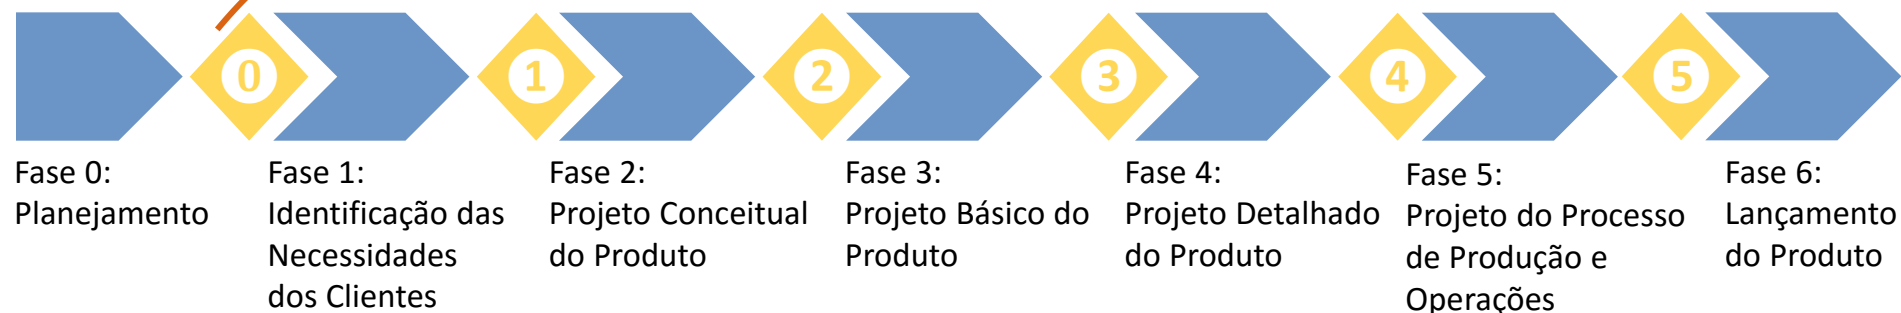 0
1
2
3
4
5
Fase 0:
Planejamento
Fase 1:
Identificação das
Necessidades
dos Clientes
Fase 2:
Projeto Conceitual
do Produto
Fase 3:
Projeto Básico do
Produto
Fase 4:
Projeto Detalhado
do Produto
Fase 5:
Projeto do Processo
de Produção e
Operações
Fase 6:
Lançamento
do Produto